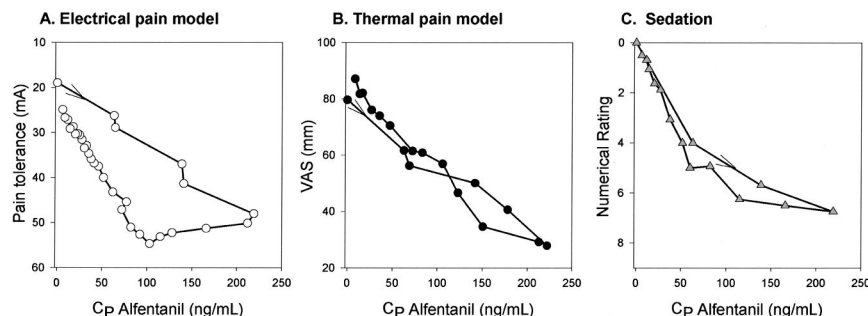 A. Electrical pain model
B. Thermal pain model
C. Sedation
Pain tolerance (mA)
10
20
30
40
50
60
0 50 100 150 200 250
CP Alfentanil (ng/mL)
VAS (mm)
100
80
60
40
20
0 50 100 150 200 250
CP Alfentanil (ng/mL)
Numerical Rating
0
2
4
6
8
0 50 100 150 200 250
CP Alfentanil (ng/mL)